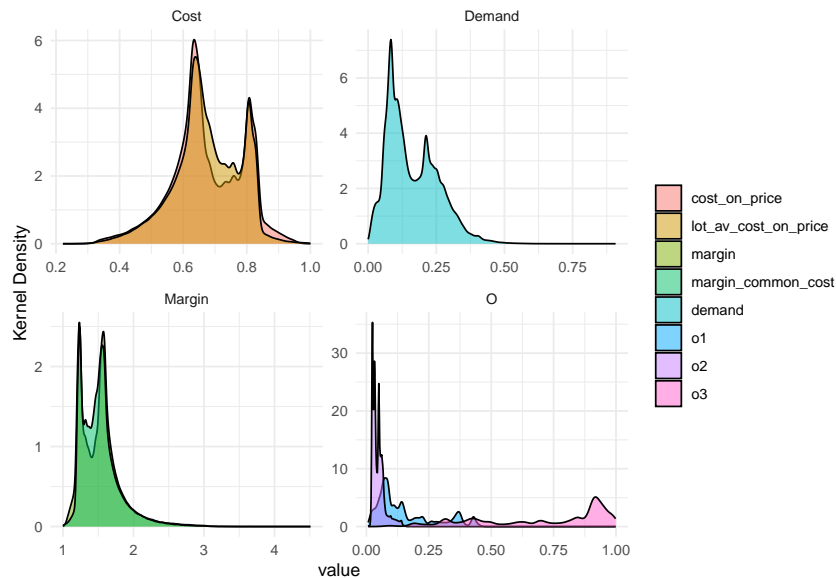 Cost
Demand
6
4
2
0
0.2
0.4
0.6
0.8
1.0
6
4
2
0
0.00
0.25
0.50
0.75
Kernel Density
Margin
O
2
1
0
1
2
3
4
30
20
10
0
0.00
0.25
0.50
0.75
1.00
value
cost_on_price
lot_av_cost_on_price
margin
margin_common_cost
demand
o1
o2
o3